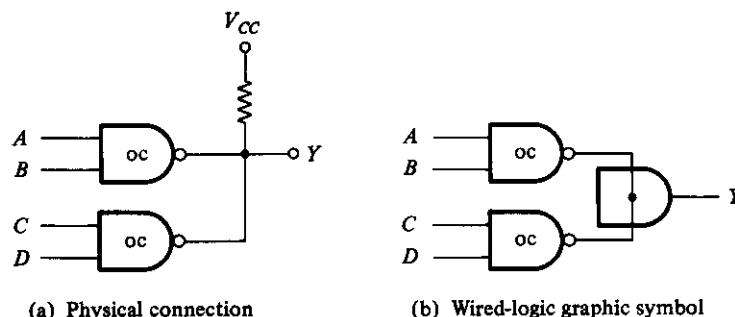 V_CC
A
B
OC
Y
C
D
OC
(a) Physical connection
A
B
OC
C
D
OC
Y
(b) Wired-logic graphic symbol